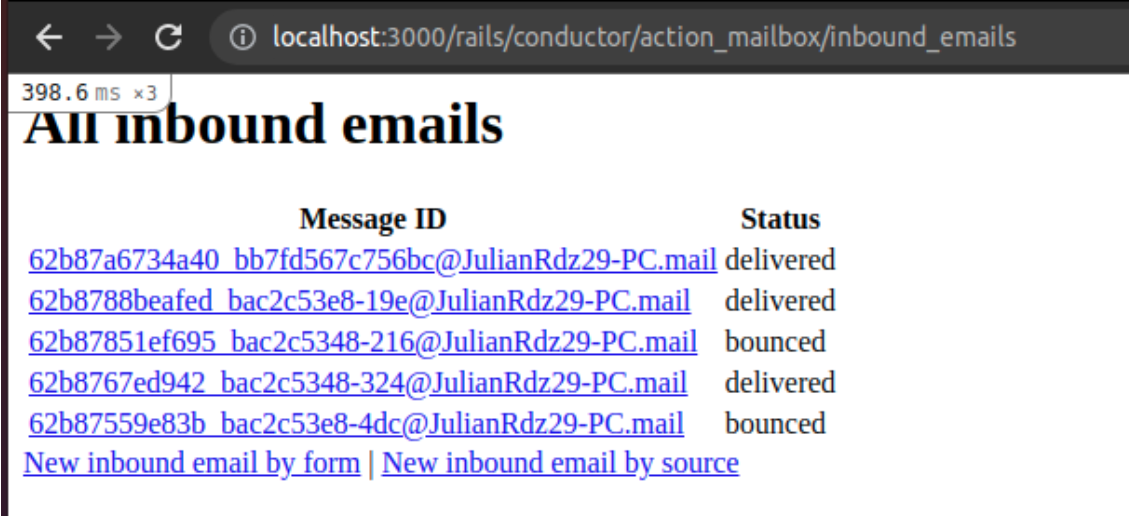 localhost:3000/rails/conductor/action_mailbox/inbound_emails
398.6 ms ×3
All inbound emails
Message ID Status
62b87a6734a40_bb7fd567c756bc@JulianRdz29-PC.mail delivered
62b8788beafed_bac2c53e8-19e@JulianRdz29-PC.mail delivered
62b87851ef695_bac2c5348-216@JulianRdz29-PC.mail bounced
62b8767ed942_bac2c5348-324@JulianRdz29-PC.mail delivered
62b87559e83b_bac2c53e8-4dc@JulianRdz29-PC.mail bounced
New inbound email by form | New inbound email by source